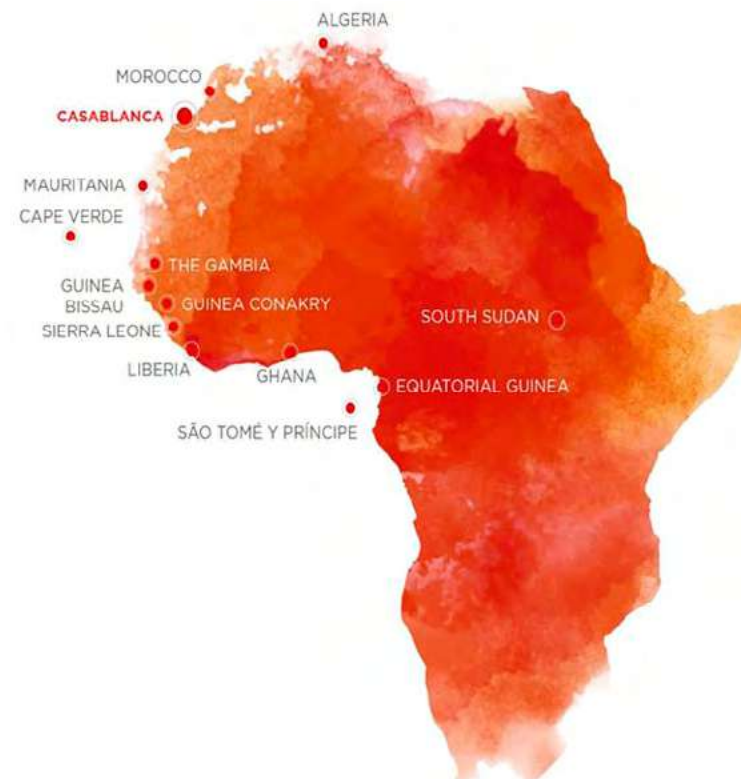 ALGERIA
MOROCCO
CASABLANCA
MAURITANIA
CAPE VERDE
THE GAMBIA
GUINEA
BISSAU
GUINEA CONAKRY
SIERRA LEONE
SOUTH SUDAN
LIBERIA
GHANA
EQUATORIAL GUINEA
SÃO TOMÉ Y PRÍNCIPE